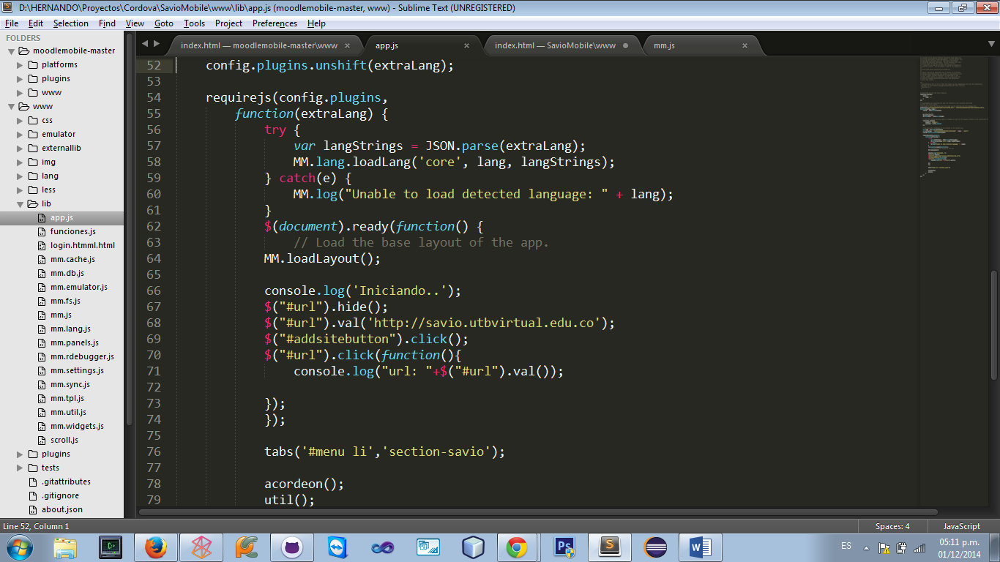 D:\HERNANDO\Proyectos\Cordova\SavioMobile\www\lib\app.js (moodlemobile-master, www) - Sublime Text (UNREGISTERED)
File Edit Selection Find View Goto Tools Project Preferences Help
FOLDERS
moodlemobile-master
platforms
plugins
www
www
css
emulator
externallib
img
lang
less
lib
app.js
funciones.js
login.htmml.html
mm.cache.js
mm.db.js
mm.emulator.js
mm.fs.js
mm.js
mm.lang.js
mm.panels.js
mm.rdebugger.js
mm.settings.js
mm.sync.js
mm.tpl.js
mm.util.js
mm.widgets.js
scroll.js
plugins
tests
.gitattributes
.gitignore
about.json
index.html — moodlemobile-master\www × app.js × index.html — SavioMobile\www mm.js ×
52 config.plugins.unshift(extraLang);
53
54 requirejs(config.plugins,
55 function(extraLang) {
56 try {
57 var langStrings = JSON.parse(extraLang);
58 MM.lang.loadLang('core', lang, langStrings);
59 } catch(e) {
60 MM.log("Unable to load detected language: " + lang);
61 }
62 $(document).ready(function() {
63 // Load the base layout of the app.
64 MM.loadLayout();
65
66 console.log('Iniciando..');
67 $("#url").hide();
68 $("#url").val('http://savio.utbvirtual.edu.co');
69 $("#addsitebutton").click();
70 $("#url").click(function(){
71 console.log("url: "+$("#url").val());
72
73 });
74 });
75
76 tabs('#menu li','section-savio');
77
78 acordeon();
79 util();
Line 52, Column 1 Spaces: 4 JavaScript
Ps S W ES 05:11 p.m.
01/12/2014